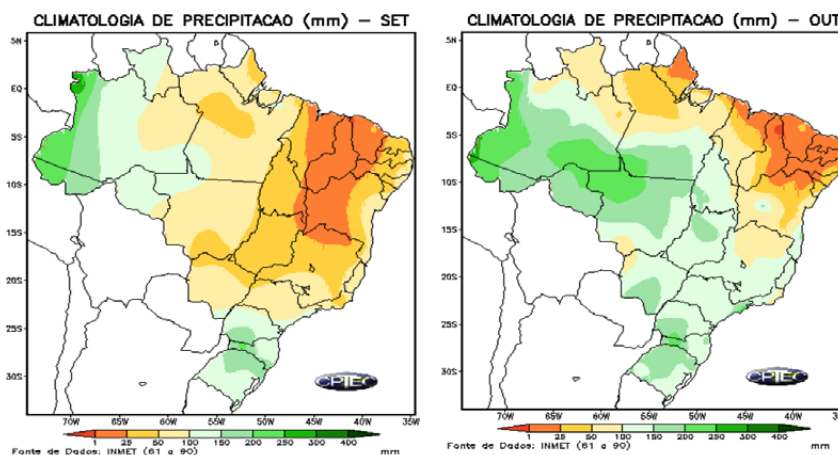 CLIMATOLOGIA DE PRECIPITACAO (mm) – SET
5N
EQ
5S
10S
15S
20S
25S
30S
70W 65W 60W 55W 50W 45W 40W 35W
CPTEC
1 25 50 100 150 200 250 300 400
Fonte de Dados: INMET (61 a 90) mm
CLIMATOLOGIA DE PRECIPITACAO (mm) – OUT
5N
EQ
5S
10S
15S
20S
25S
30S
70W 65W 60W 55W 50W 45W 40W
CPTEC
1 25 50 100 150 200 250 300 400
Fonte de Dados: INMET (61 a 90) mm